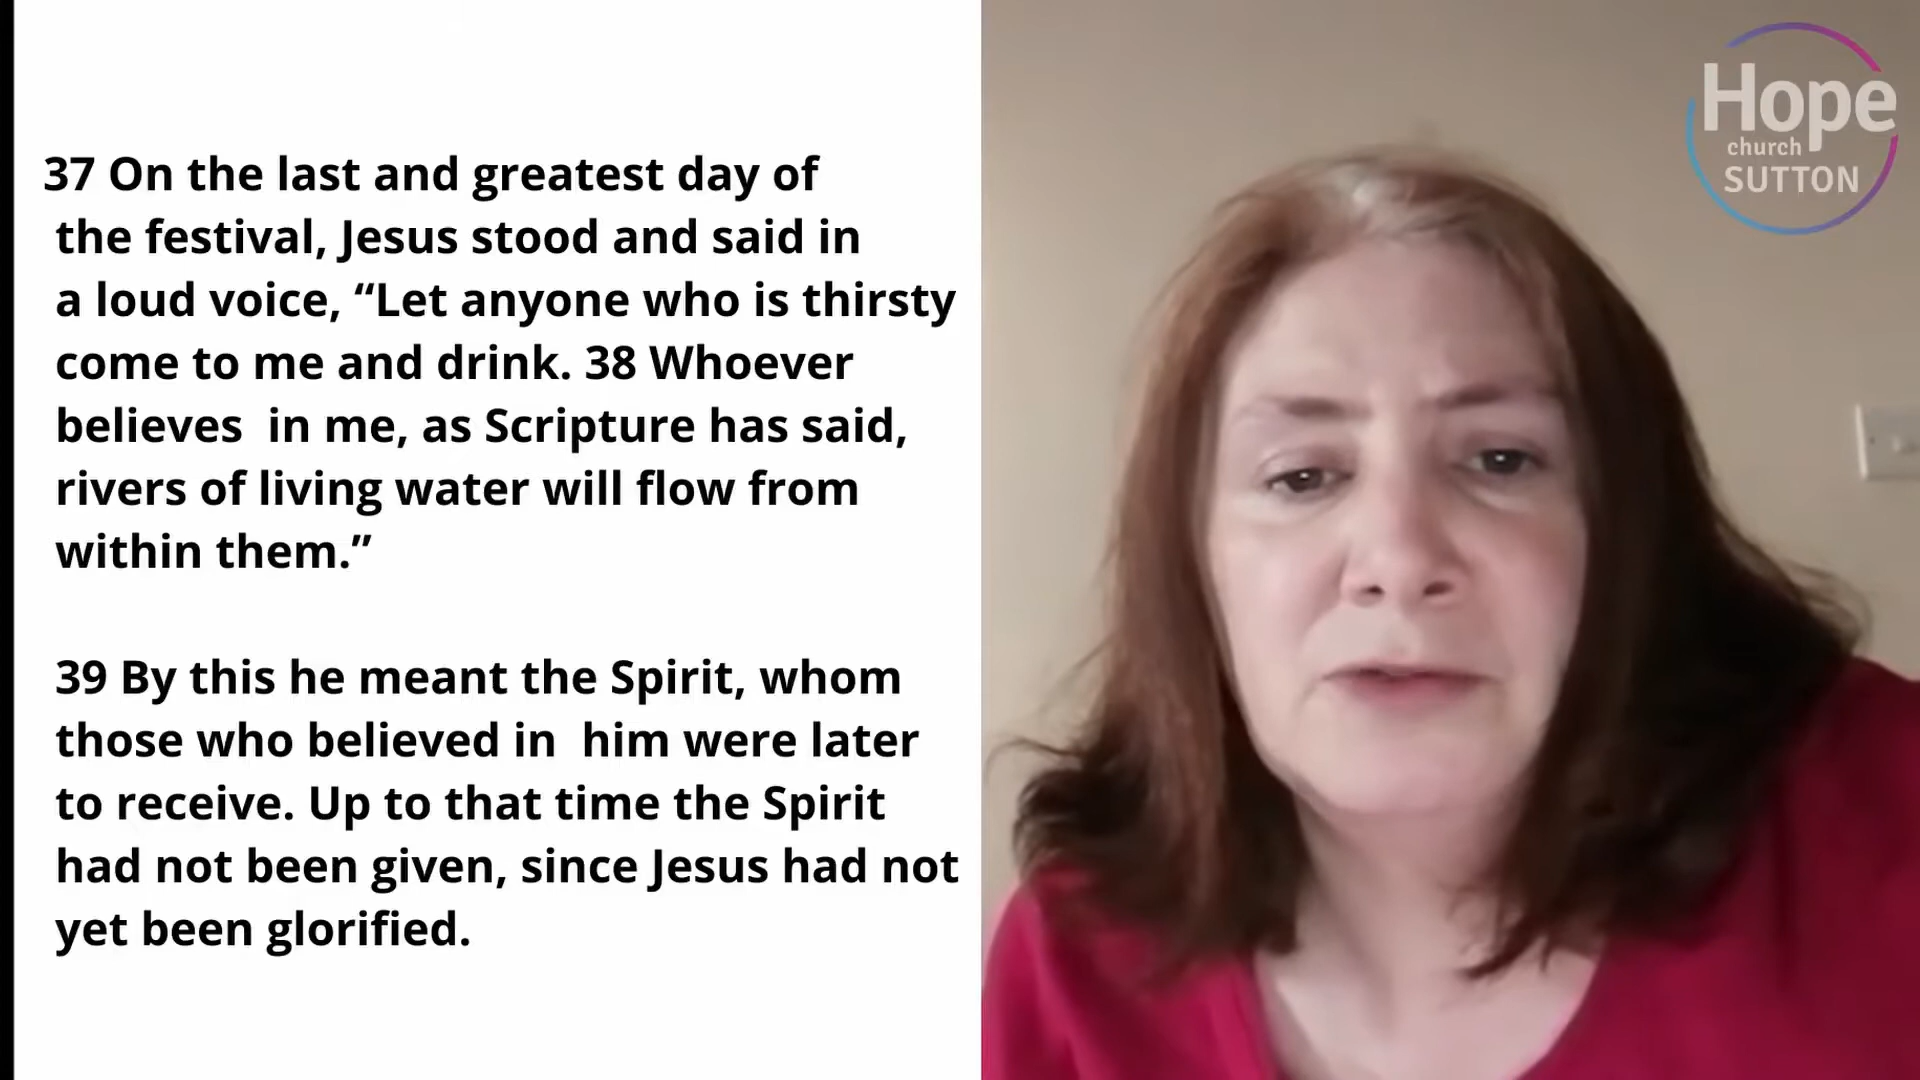 37 On the last and greatest day of
the festival, Jesus stood and said in
a loud voice, “Let anyone who is thirsty
come to me and drink. 38 Whoever
believes  in me, as Scripture has said,
rivers of living water will flow from
within them.”
39 By this he meant the Spirit, whom
those who believed in  him were later
to receive. Up to that time the Spirit
had not been given, since Jesus had not
yet been glorified.
Hope
church
SUTTON